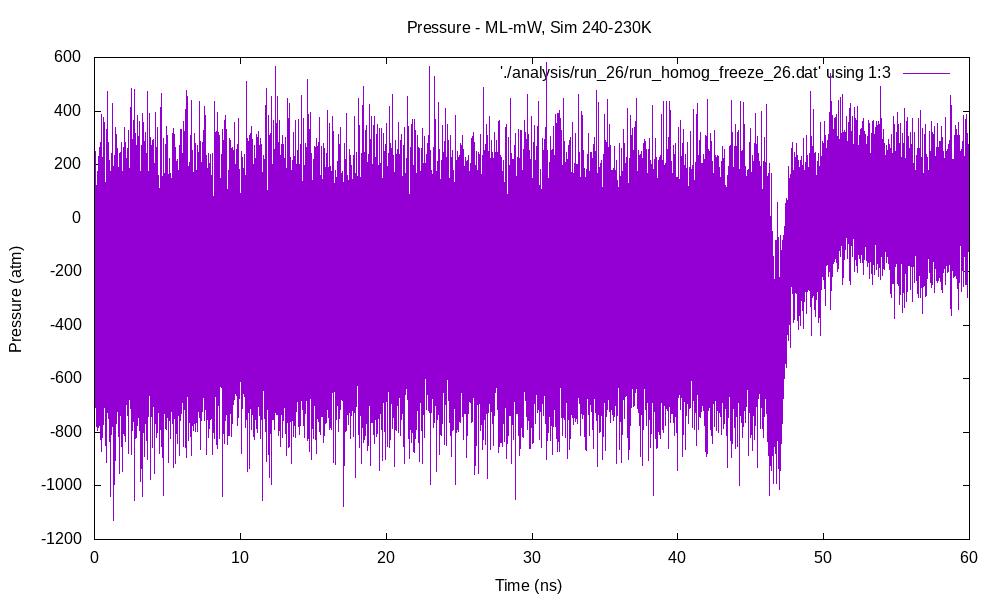 Pressure - ML-mW, Sim 240-230K
'./analysis/run_26/run_homog_freeze_26.dat' using 1:3
600
400
200
0
-200
-400
-600
-800
-1000
-1200
Pressure (atm)
0 10 20 30 40 50 60
Time (ns)